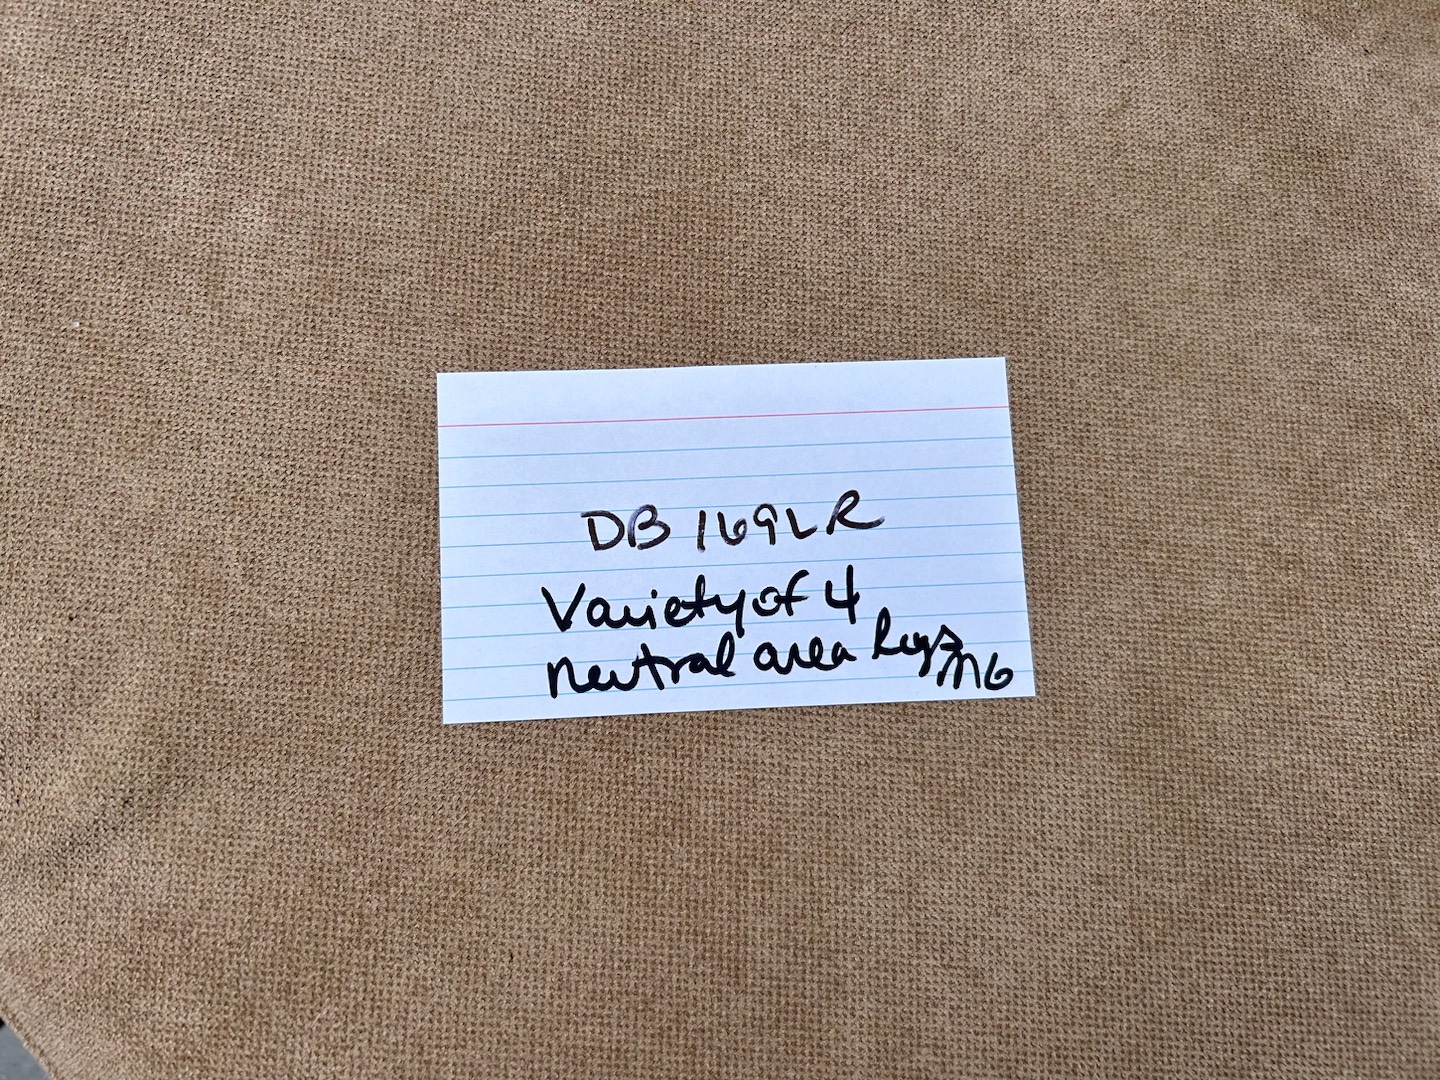 DB 169LR
Variety of 4
neutral area Rugs
MG